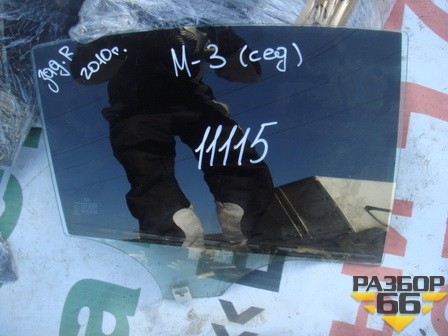 Зад. R
2010г.
М-3 (сед)
11115
РАЗБОР
66